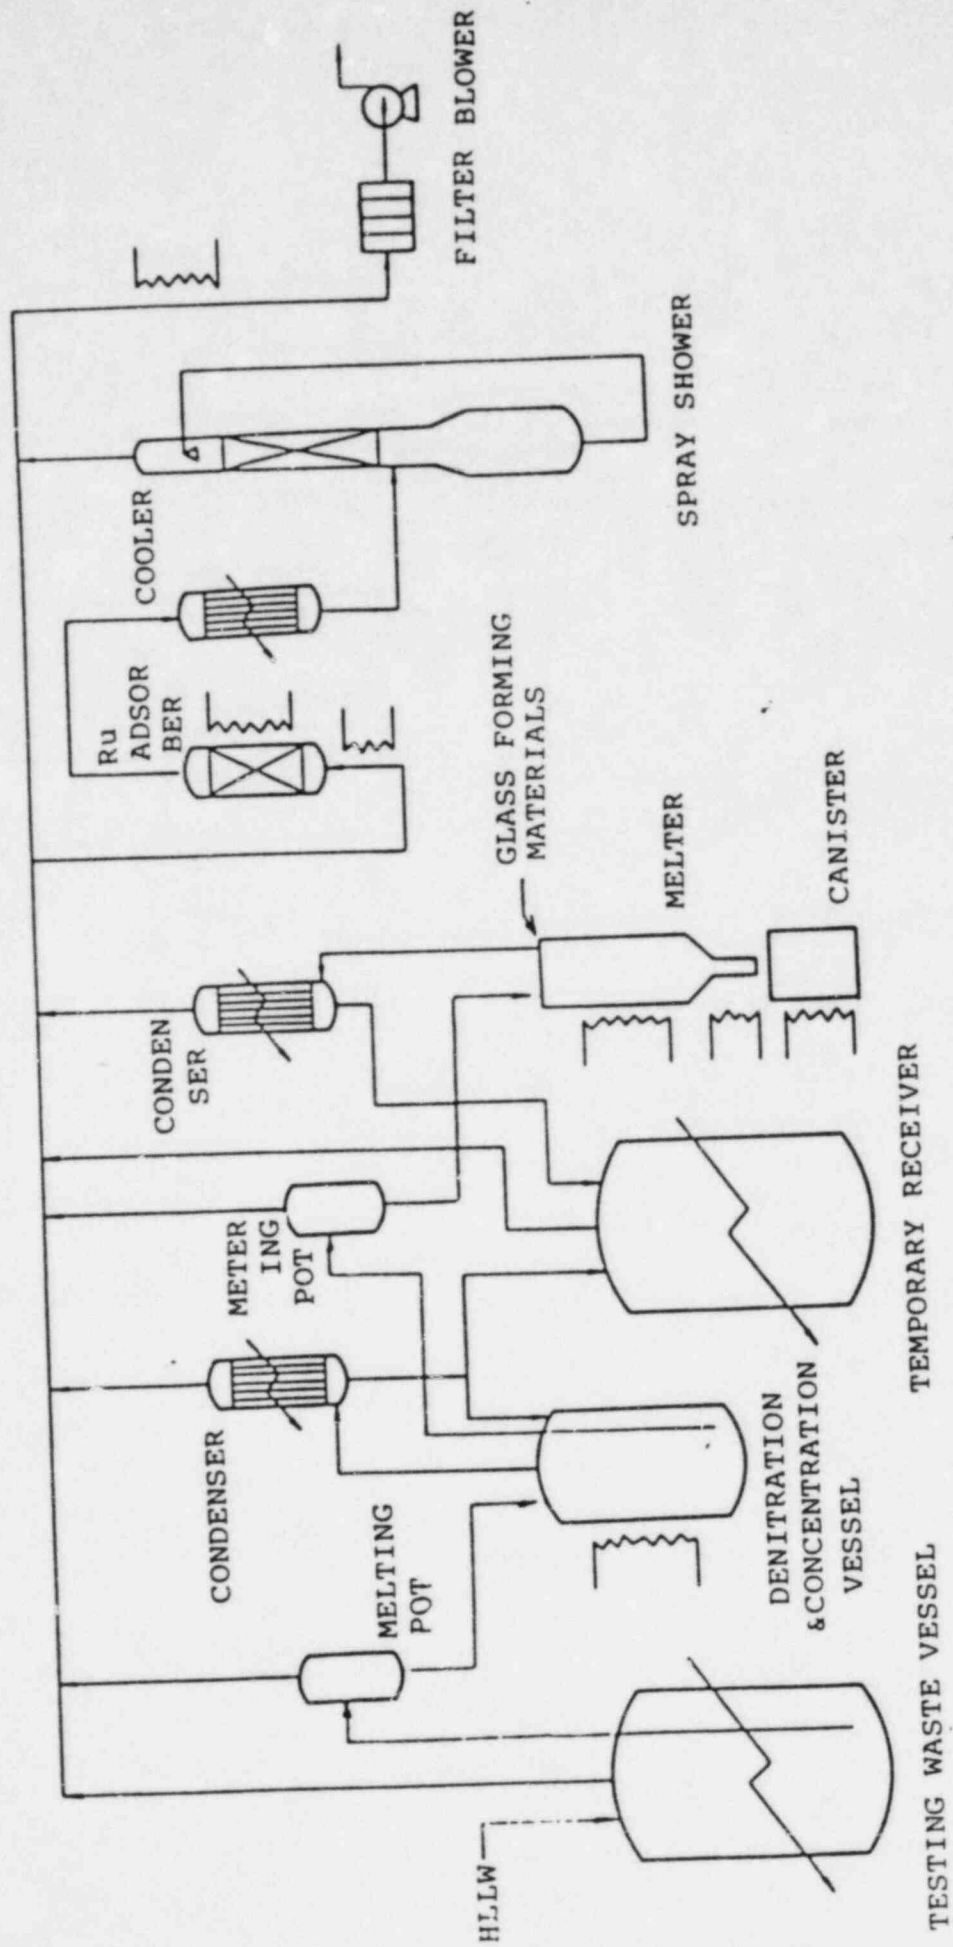 HLLW
TESTING WASTE VESSEL
MELTING
POT
CONDENSER
DENITRATION
&CONCENTRATION
VESSEL
METER
ING
POT
TEMPORARY RECEIVER
CONDEN
SER
GLASS FORMING
MATERIALS
MELTER
CANISTER
Ru
ADSOR
BER
COOLER
SPRAY SHOWER
FILTER BLOWER